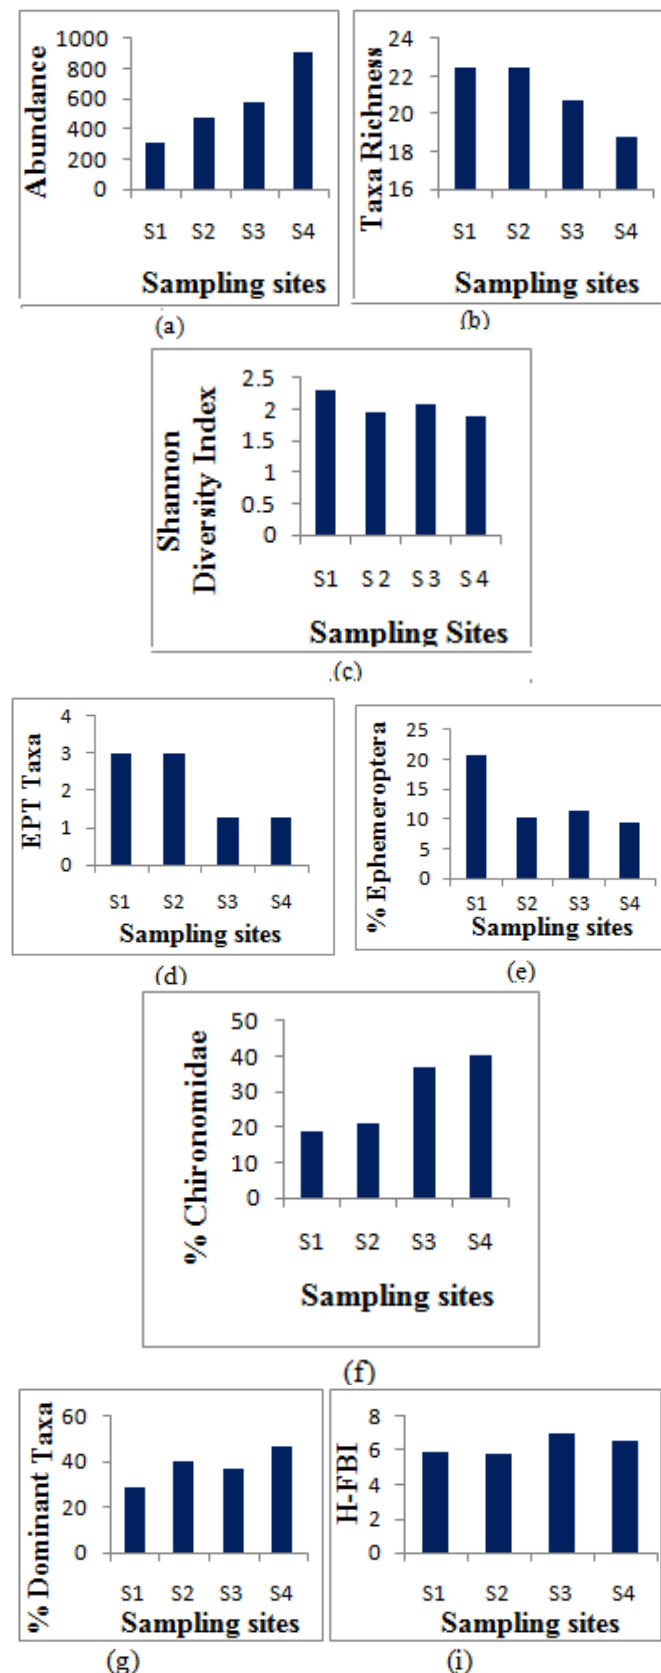 Abundance
1000
800
600
400
200
0
S1 S2 S3 S4
Sampling sites
(a)
Taxa Richness
24
22
20
18
16
S1 S2 S3 S4
Sampling sites
(b)
Shannon
Diversity Index
2.5
2
1.5
1
0.5
0
S1 S 2 S 3 S 4
Sampling Sites
(c)
EPT Taxa
4
3
2
1
0
S1 S2 S3 S4
Sampling sites
(d)
% Ephemeroptera
25
20
15
10
5
0
S1 S2 S3 S4
Sampling sites
(e)
% Chironomidae
50
40
30
20
10
0
S1 S2 S3 S4
Sampling sites
(f)
% Dominant Taxa
60
40
20
0
S1 S2 S3 S4
Sampling sites
(g)
H-FBI
8
6
4
2
0
S1 S2 S3 S4
Sampling sites
(i)